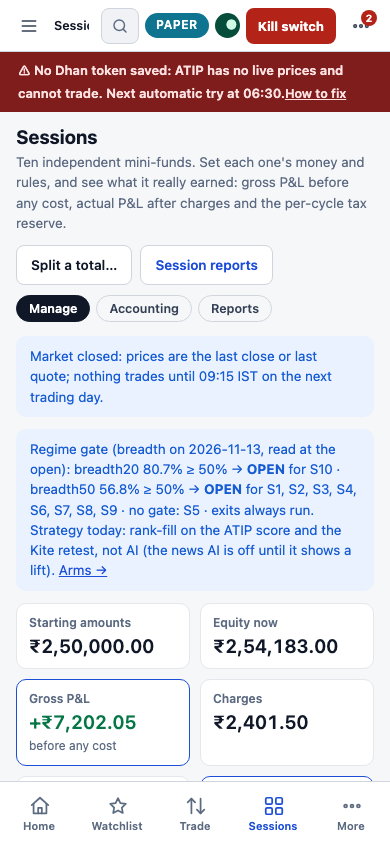 Sessi
PAPER
Kill switch
2
⚠ No Dhan token saved: ATIP has no live prices and
cannot trade. Next automatic try at 06:30.How to fix
Sessions
Ten independent mini-funds. Set each one's money and
rules, and see what it really earned: gross P&L before
any cost, actual P&L after charges and the per-cycle tax
reserve.
Split a total...
Session reports
Manage
Accounting
Reports
Market closed: prices are the last close or last
quote; nothing trades until 09:15 IST on the next
trading day.
Regime gate (breadth on 2026-11-13, read at the
open): breadth20 80.7% ≥ 50% → OPEN for S10 ·
breadth50 56.8% ≥ 50% → OPEN for S1, S2, S3, S4,
S6, S7, S8, S9 · no gate: S5 · exits always run.
Strategy today: rank-fill on the ATIP score and the
Kite retest, not AI (the news AI is off until it shows a
lift). Arms →
Starting amounts
₹2,50,000.00
Equity now
₹2,54,183.00
Gross P&L
+₹7,202.05
before any cost
Charges
₹2,401.50
Home
Watchlist
Trade
Sessions
More